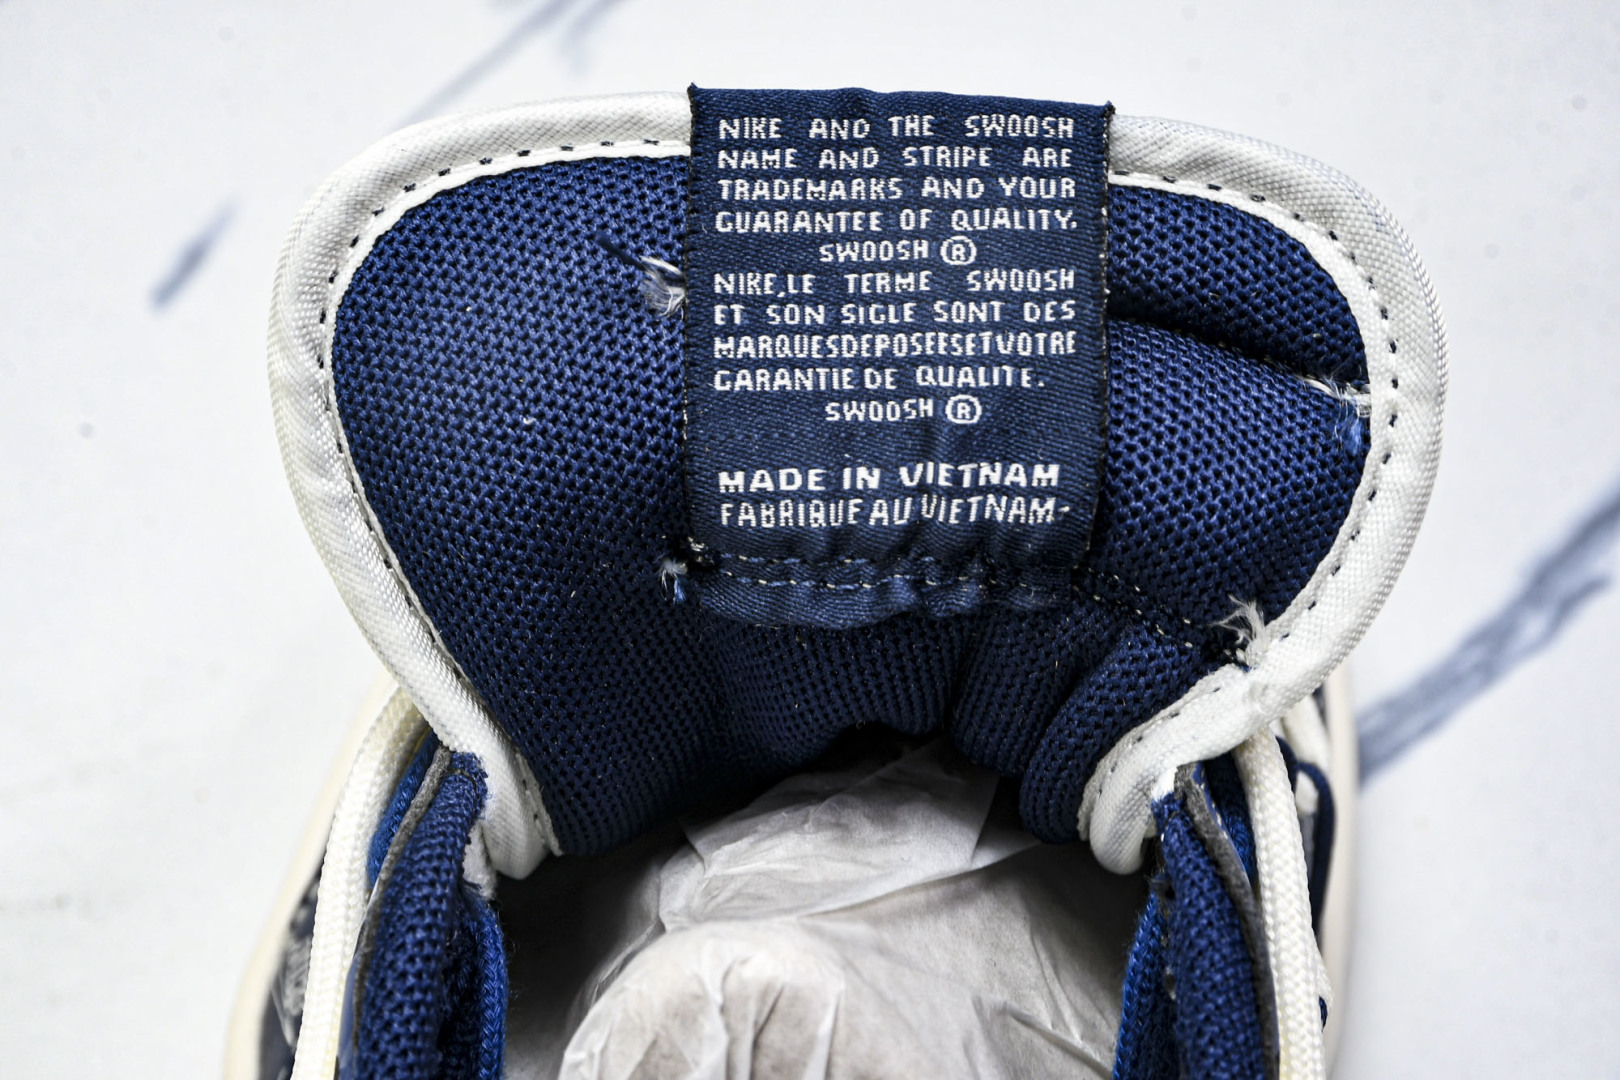 NIKE AND THE SWOOSH
NAME AND STRIPE ARE
TRADEMARKS AND YOUR
GUARANTEE OF QUALITY.
SWOOSH ®
NIKE,LE TERME SWOOSH
ET SON SIGLE SONT DES
MARQUESDEPOSEESETVOTRE
GARANTIE DE QUALITE.
SWOOSH ®
MADE IN VIETNAM
FABRIQUE AU VIETNAM-